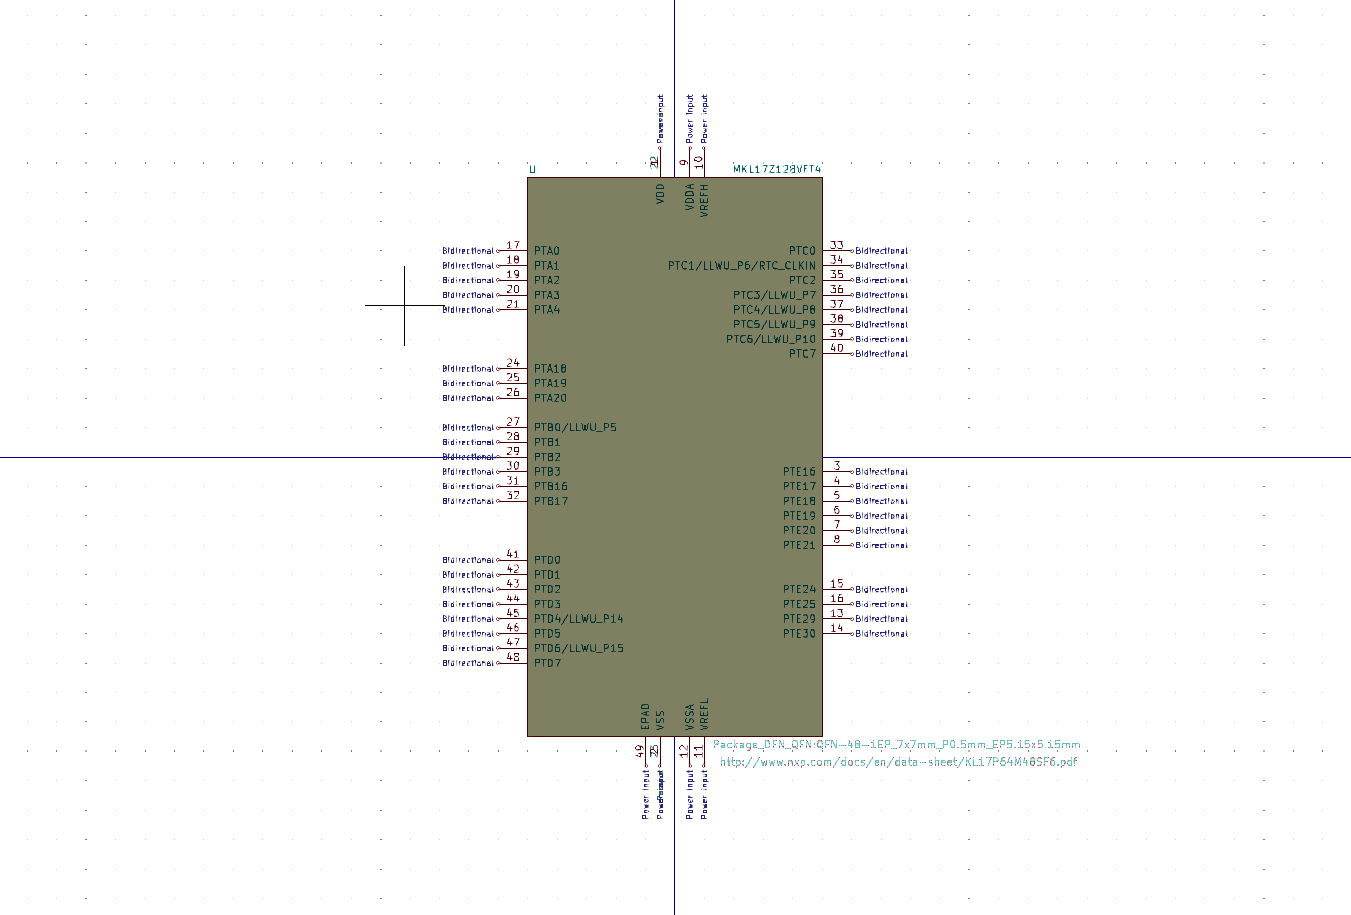 Power Input
Power Input
9
10
U
MKL17Z128VFT4
VDD
VDDA
VREFH
Bidirectional 17 PTA0
PTC0 33 Bidirectional
Bidirectional 18 PTA1
PTC1/LLWU_P6/RTC_CLKIN 34 Bidirectional
Bidirectional 19 PTA2
PTC2 35 Bidirectional
Bidirectional 20 PTA3
PTC3/LLWU_P7 36 Bidirectional
Bidirectional 21 PTA4
PTC4/LLWU_P8 37 Bidirectional
PTC5/LLWU_P9 38 Bidirectional
PTC6/LLWU_P10 39 Bidirectional
PTC7 40 Bidirectional
Bidirectional 24 PTA18
Bidirectional 25 PTA19
Bidirectional 26 PTA20
Bidirectional 27 PTB0/LLWU_P5
Bidirectional 28 PTB1
Bidirectional 29 PTB2
Bidirectional 30 PTB3
PTE16 3 Bidirectional
Bidirectional 31 PTB16
PTE17 4 Bidirectional
Bidirectional 32 PTB17
PTE18 5 Bidirectional
PTE19 6 Bidirectional
PTE20 7 Bidirectional
PTE21 8 Bidirectional
Bidirectional 41 PTD0
Bidirectional 42 PTD1
Bidirectional 43 PTD2
PTE24 15 Bidirectional
Bidirectional 44 PTD3
PTE25 16 Bidirectional
Bidirectional 45 PTD4/LLWU_P14
PTE29 13 Bidirectional
Bidirectional 46 PTD5
PTE30 14 Bidirectional
Bidirectional 47 PTD6/LLWU_P15
Bidirectional 48 PTD7
EPAD
VSS
VSSA
VREFL
49
12
11
Package_DFN_QFN:QFN-48-1EP_7x7mm_P0.5mm_EP5.15x5.15mm
http://www.nxp.com/docs/en/data-sheet/KL17P64M48SF6.pdf
Power Input
Power Input
Power Input